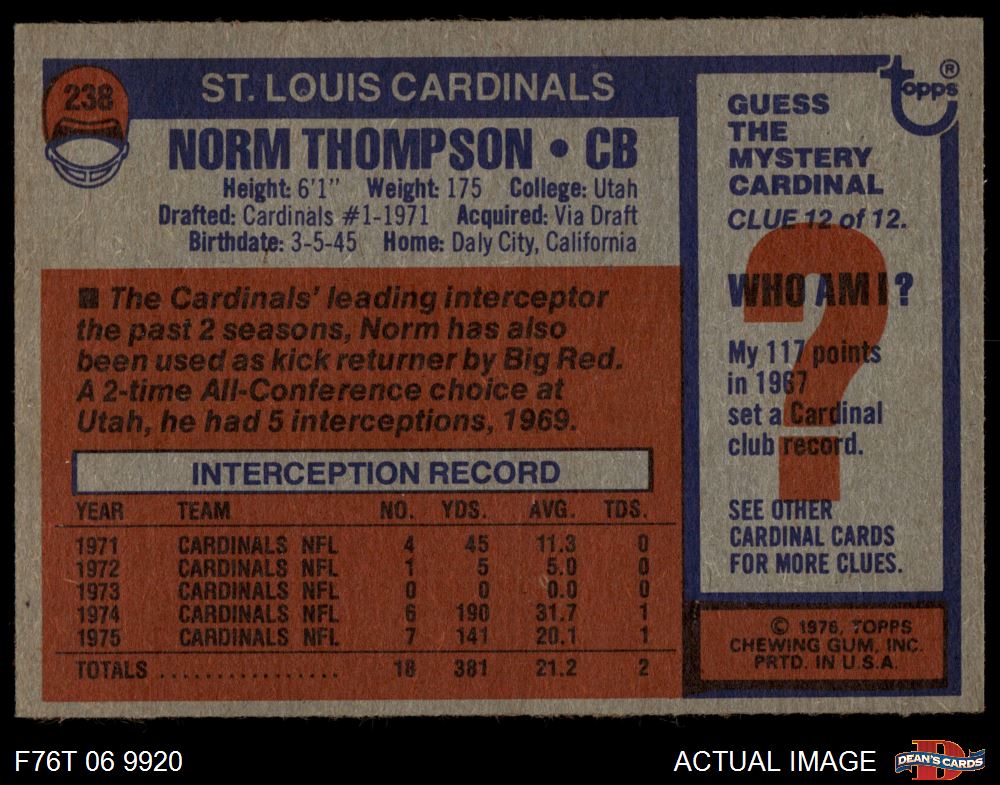 238
ST. LOUIS CARDINALS
NORM THOMPSON • CB
Height: 6'1" Weight: 175 College: Utah
Drafted: Cardinals #1-1971 Acquired: Via Draft
Birthdate: 3-5-45 Home: Daly City, California
The Cardinals' leading interceptor
the past 2 seasons, Norm has also
been used as kick returner by Big Red.
A 2-time All-Conference choice at
Utah, he had 5 interceptions, 1969.
INTERCEPTION RECORD
YEAR TEAM NO. YDS. AVG. TDS.
1971 CARDINALS NFL 4 45 11.3 0
1972 CARDINALS NFL 1 5 5.0 0
1973 CARDINALS NFL 0 0 0.0 0
1974 CARDINALS NFL 6 190 31.7 1
1975 CARDINALS NFL 7 141 20.1 1
TOTALS ................. 18 381 21.2 2
topps ®
GUESS
THE
MYSTERY
CARDINAL
CLUE 12 of 12.
?
WHO AM I?
My 117 points
in 1967
set a Cardinal
club record.
SEE OTHER
CARDINAL CARDS
FOR MORE CLUES.
© 1976, TOPPS
CHEWING GUM, INC.
PRTD. IN U.S.A.
F76T 06 9920
ACTUAL IMAGE
D
DEAN'S CARDS